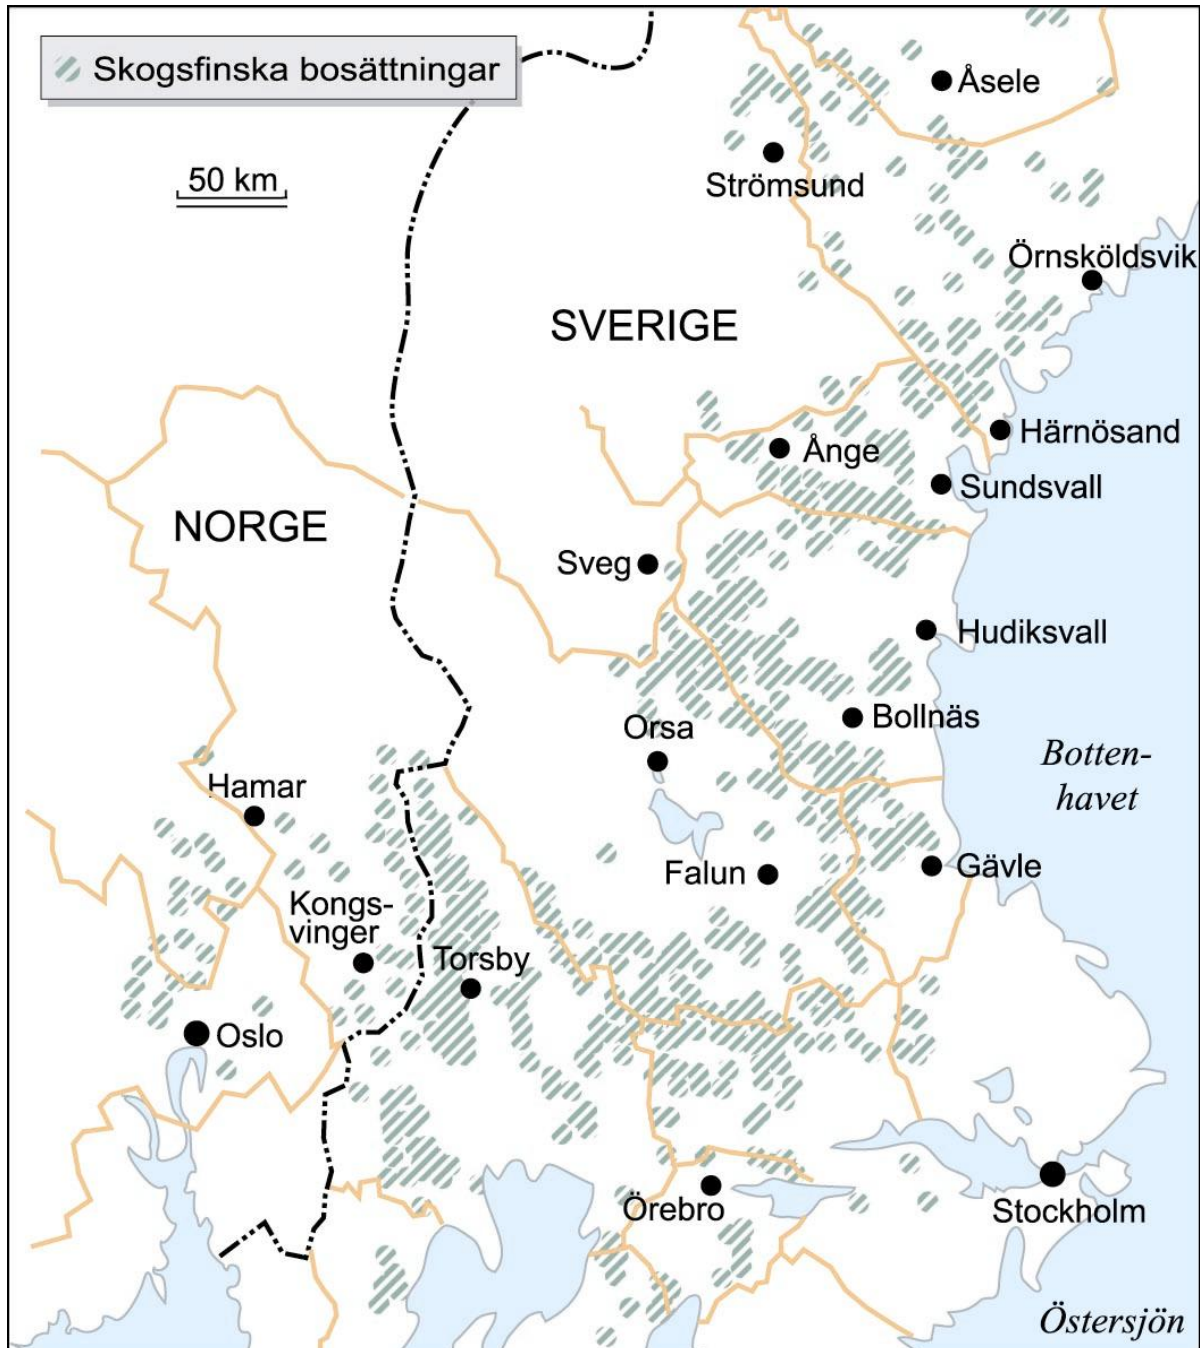 Skogsfinska bosättningar
Åsele
50 km
Strömsund
Örnsköldsvik
SVERIGE
Härnösand
Ånge
Sundsvall
NORGE
Sveg
Hudiksvall
Bollnäs
Orsa
Botten-
havet
Hamar
Falun
Gävle
Kongs-
vinger
Torsby
Oslo
Örebro
Stockholm
Östersjön